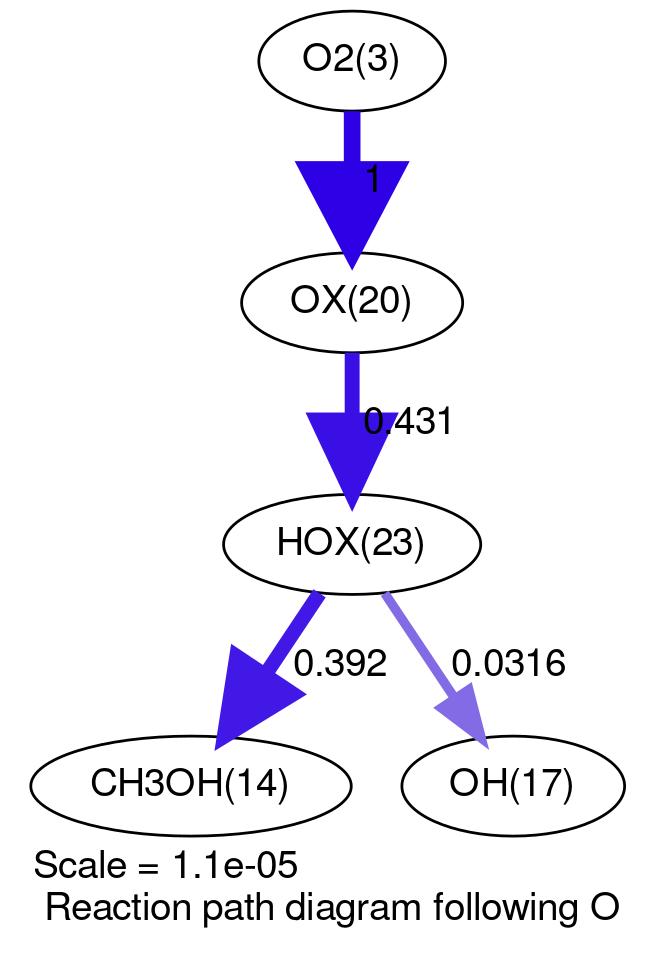 O2(3)
1
OX(20)
0.431
HOX(23)
0.392
0.0316
CH3OH(14)
OH(17)
Scale = 1.1e-05
Reaction path diagram following O